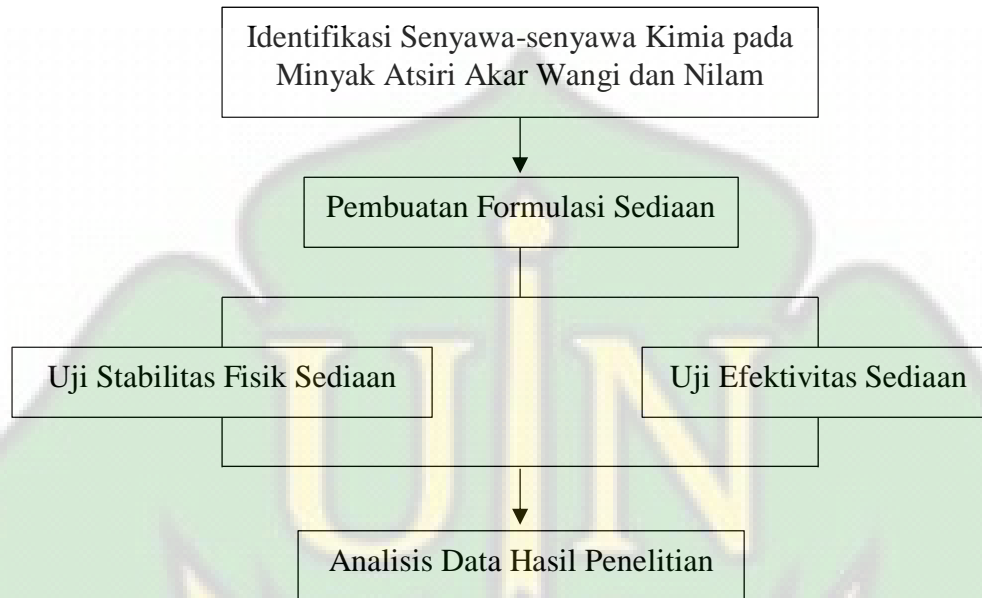 Identifikasi Senyawa-senyawa Kimia pada
Minyak Atsiri Akar Wangi dan Nilam
Pembuatan Formulasi Sediaan
Uji Stabilitas Fisik Sediaan
Uji Efektivitas Sediaan
UIN
Analisis Data Hasil Penelitian